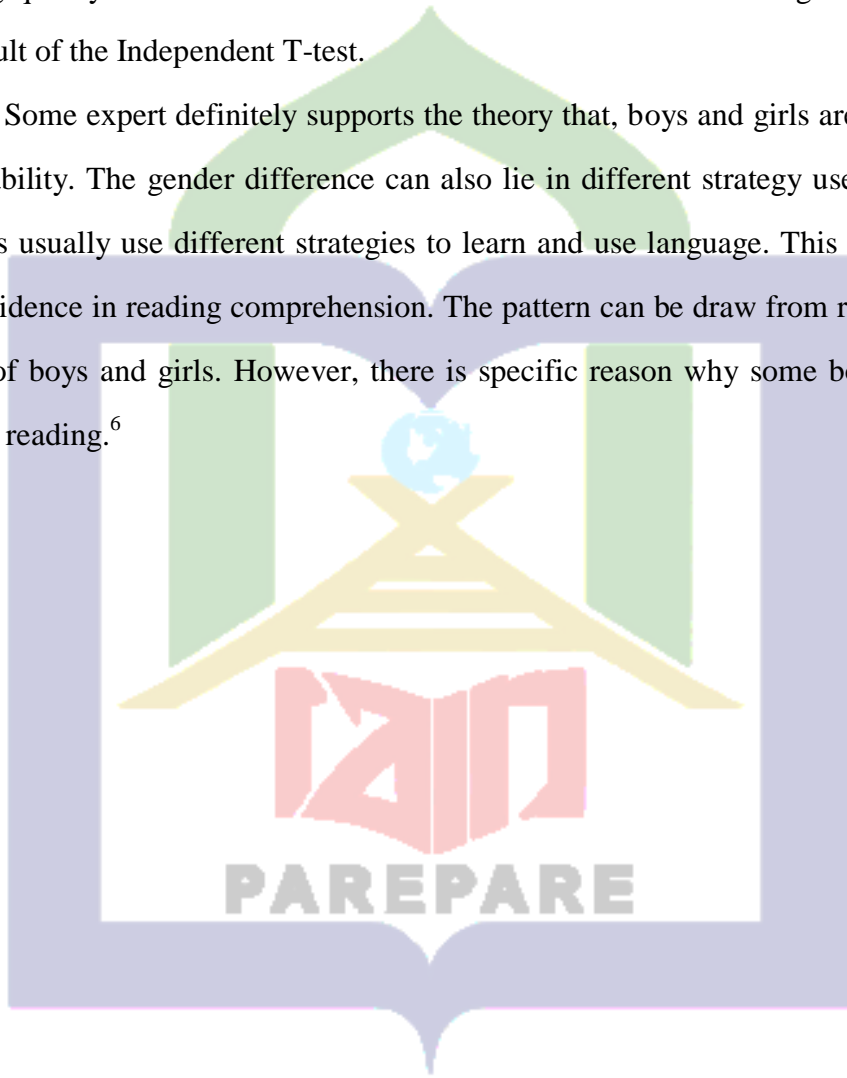 ult of the Independent T-test.
Some expert definitely supports the theory that, boys and girls are
bility. The gender difference can also lie in different strategy use
s usually use different strategies to learn and use language. This
idence in reading comprehension. The pattern can be draw from r
of boys and girls. However, there is specific reason why some bo
reading.⁶
iain
PAREPARE